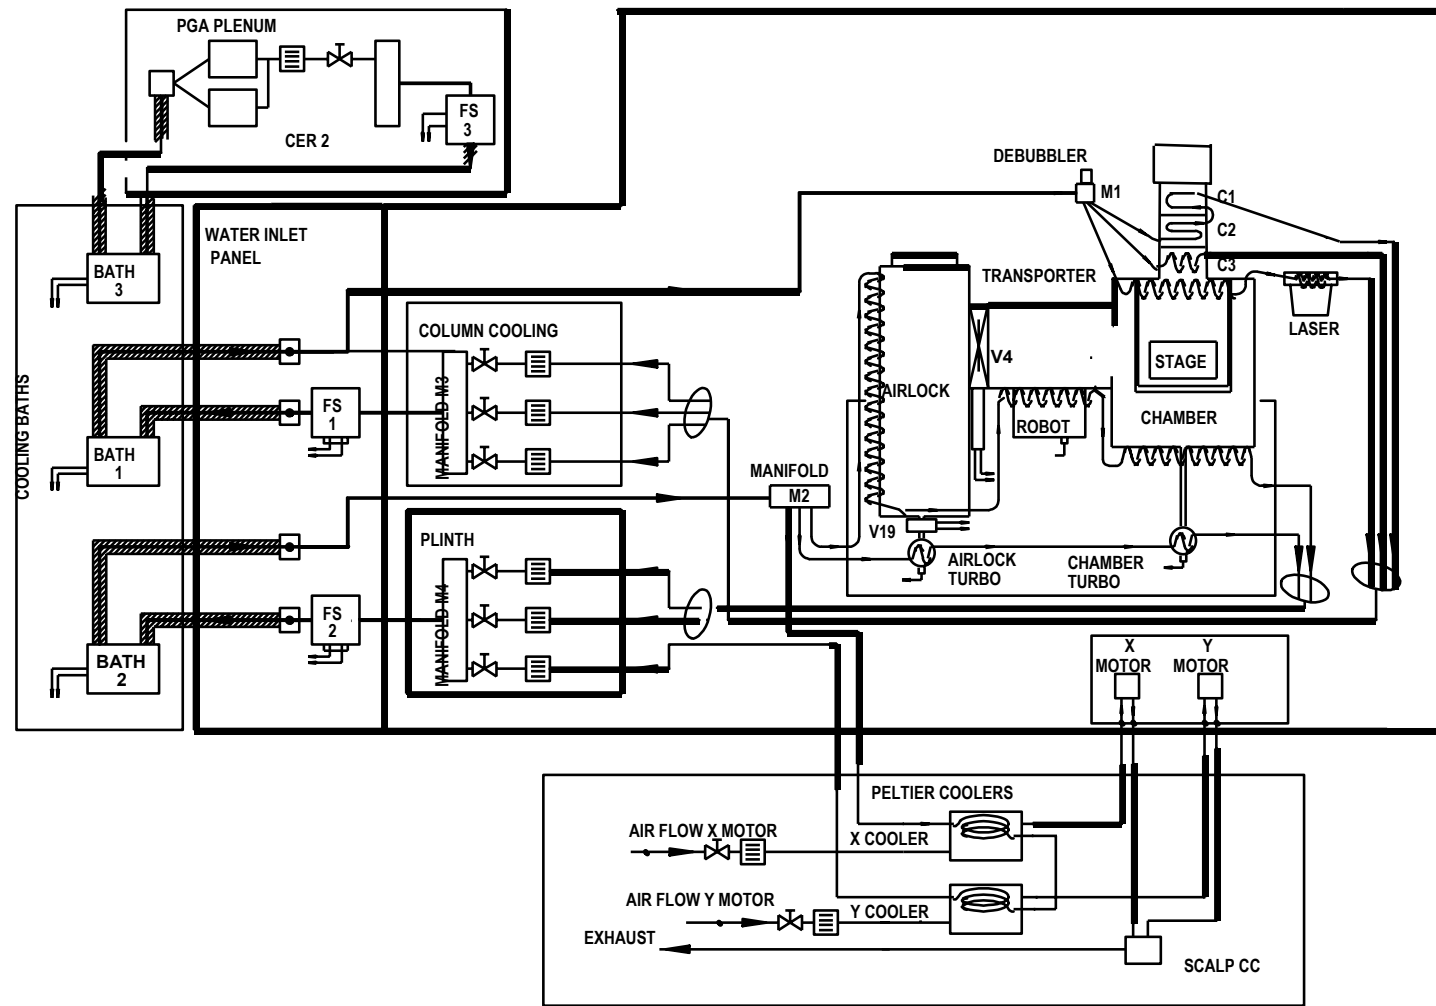 PGA PLENUM
FS
3
CER 2
DEBUBBLER
M1
C1
C2
C3
WATER INLET
PANEL
BATH
3
TRANSPORTER
LASER
COLUMN COOLING
V4
STAGE
AIRLOCK
CHAMBER
ROBOT
FS
1
MANIFOLD M3
BATH
1
COOLING BATHS
MANIFOLD
M2
V19
PLINTH
AIRLOCK
TURBO
CHAMBER
TURBO
FS
2
MANIFOLD M4
BATH
2
X
MOTOR
Y
MOTOR
PELTIER COOLERS
AIR FLOW X MOTOR
X COOLER
AIR FLOW Y MOTOR
Y COOLER
EXHAUST
SCALP CC